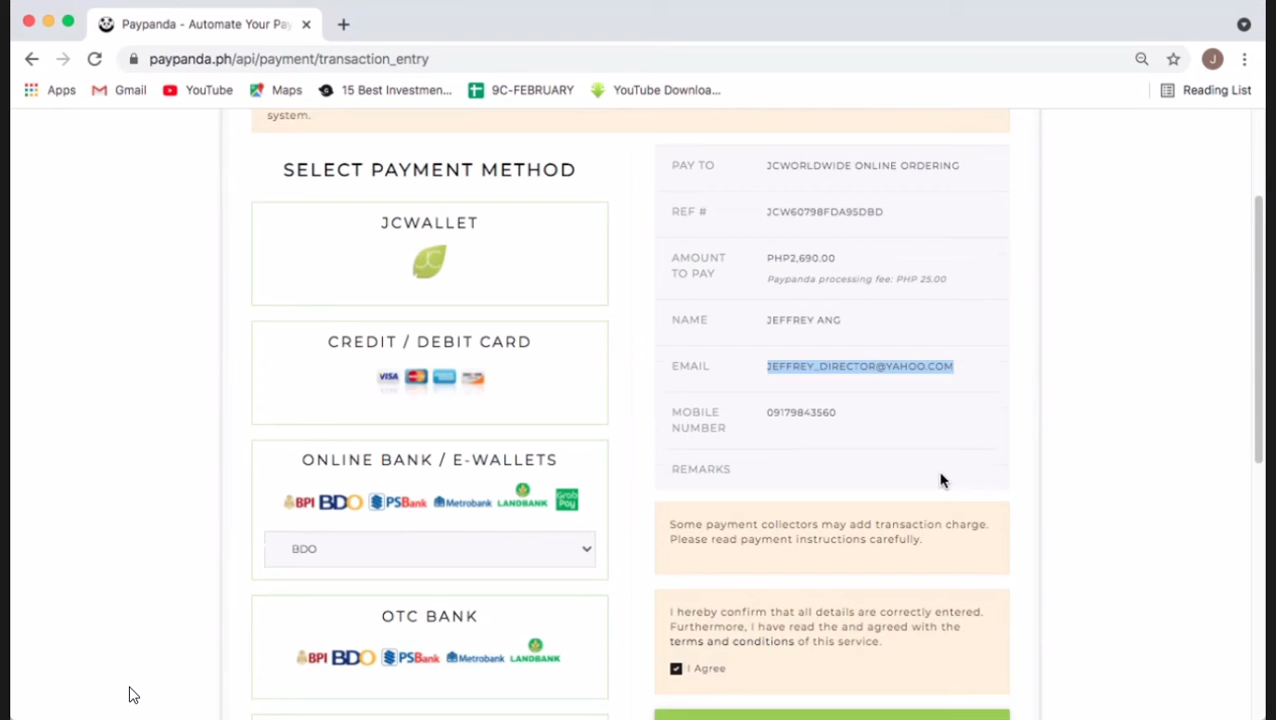 Paypanda - Automate Your Pay
paypanda.ph/api/payment/transaction_entry
J
Apps
Gmail
YouTube
Maps
15 Best Investmen...
9C-FEBRUARY
YouTube Downloa...
Reading List
system.
SELECT PAYMENT METHOD
JCWALLET
JC
CREDIT / DEBIT CARD
VISA
ONLINE BANK / E-WALLETS
BPI BDO PSBank Metrobank LANDBANK Grab Pay
BDO
OTC BANK
BPI BDO PSBank Metrobank LANDBANK
PAY TO JCWORLDWIDE ONLINE ORDERING
REF # JCW60798FDA95DBD
AMOUNT TO PAY PHP2,690.00
Paypanda processing fee: PHP 25.00
NAME JEFFREY ANG
EMAIL JEFFREY_DIRECTOR@YAHOO.COM
MOBILE NUMBER 09179843560
REMARKS
Some payment collectors may add transaction charge.
Please read payment instructions carefully.
I hereby confirm that all details are correctly entered.
Furthermore, I have read the and agreed with the
terms and conditions of this service.
I Agree